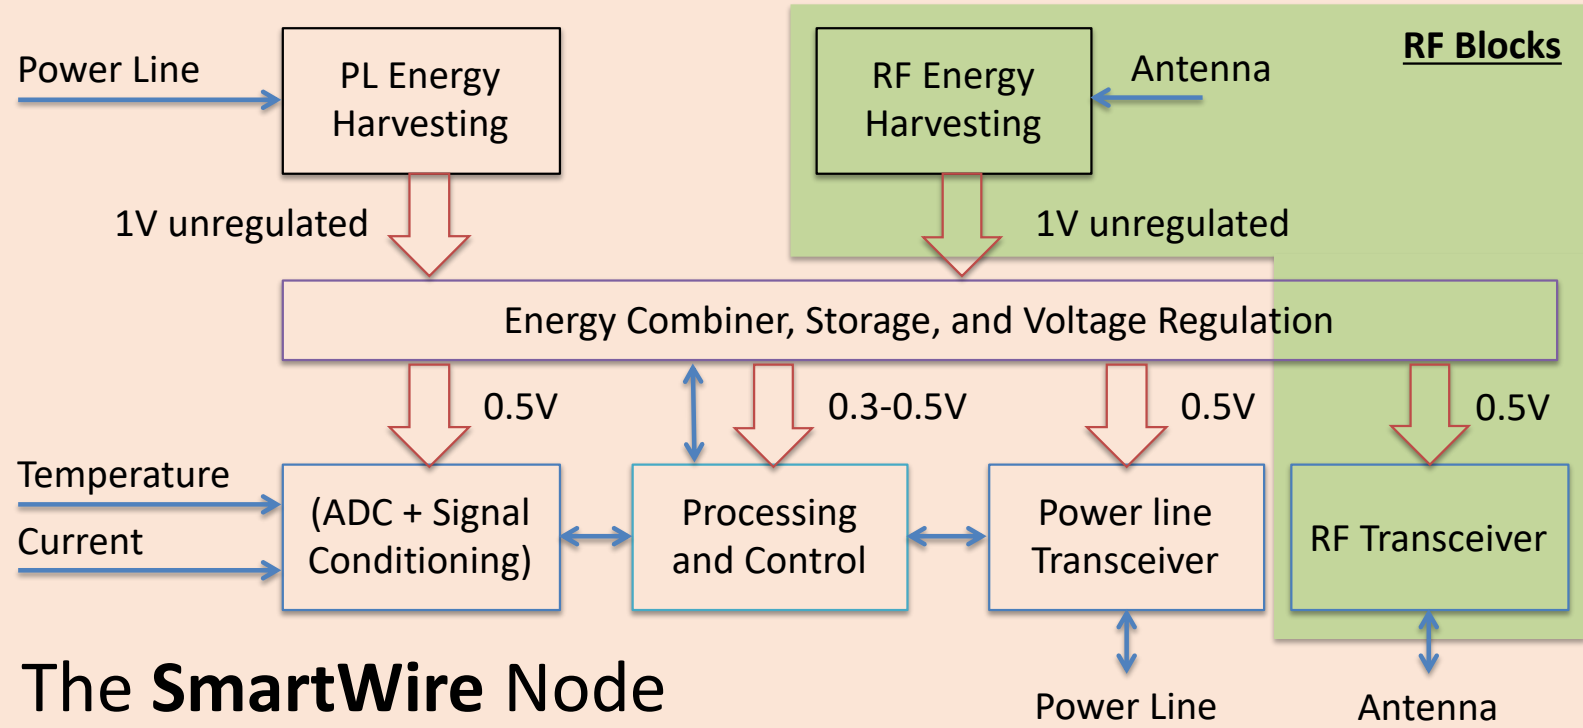 RF Blocks
Power Line
PL Energy
Harvesting
RF Energy
Harvesting
Antenna
1V unregulated
1V unregulated
Energy Combiner, Storage, and Voltage Regulation
0.5V
0.3-0.5V
0.5V
0.5V
Temperature
Current
(ADC + Signal
Conditioning)
Processing
and Control
Power line
Transceiver
RF Transceiver
The SmartWire Node
Power Line
Antenna